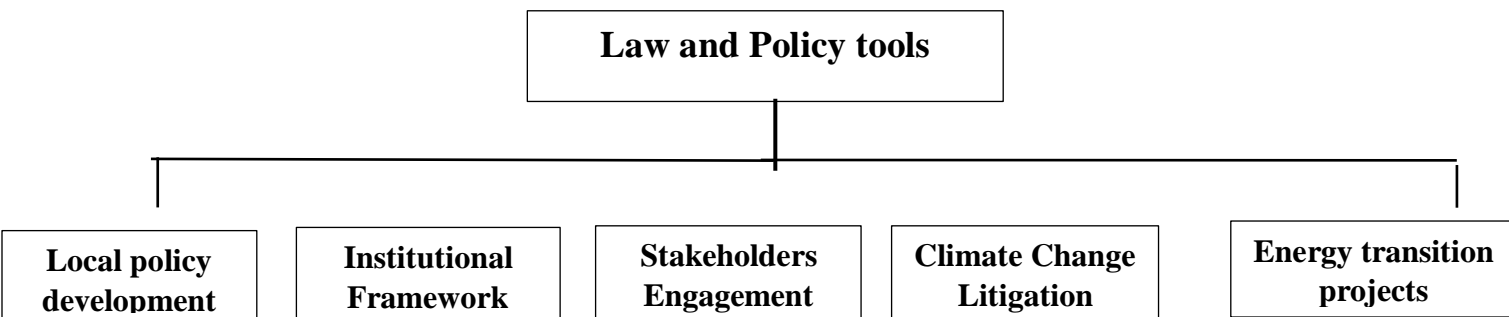 Law and Policy tools
Local policy
development
Institutional
Framework
Stakeholders
Engagement
Climate Change
Litigation
Energy transition
projects